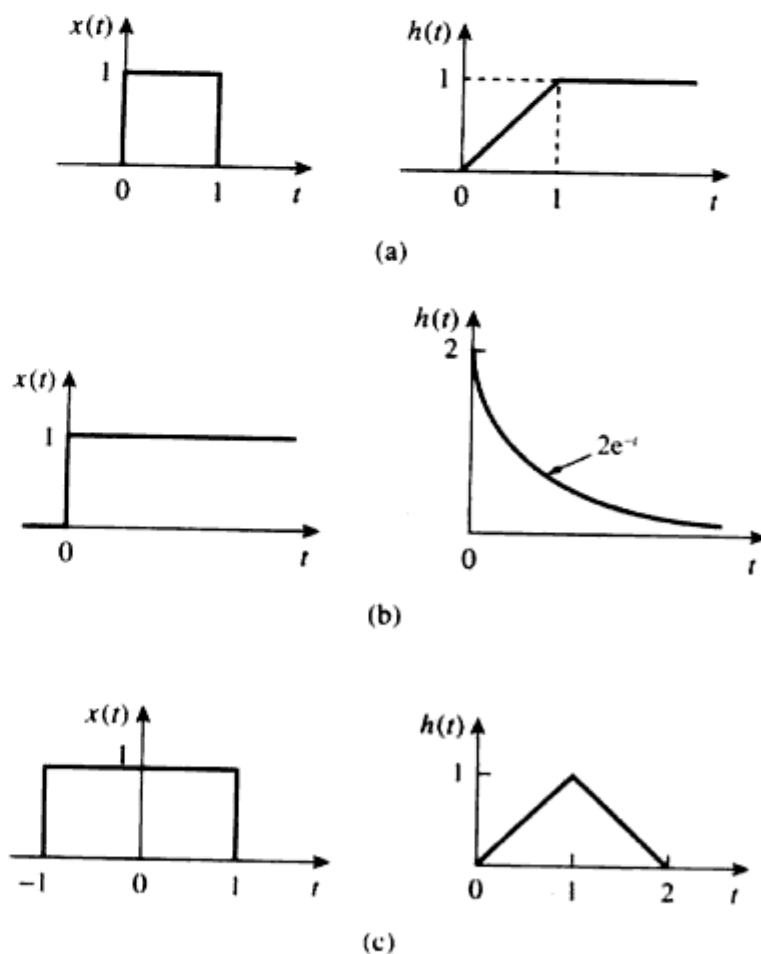 x(t)
1
0 1 t
h(t)
1
0 1 t
(a)
x(t)
1
0 t
h(t)
2
2e⁻ᵗ
0 t
(b)
x(t)
1
−1 0 1 t
h(t)
1
0 1 2 t
(c)